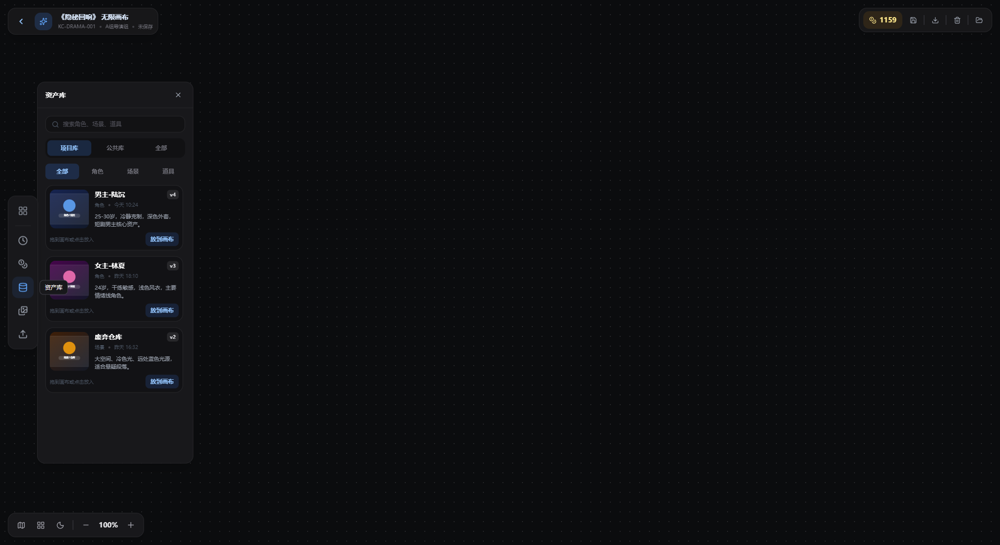 《隐秘回响》 无限画布
KC-DRAMA-001 • A组导演组 • 未保存
1159
资产库
搜索角色、场景、道具
项目库 公共库 全部
全部 角色 场景 道具
男主-陆沉 v4
角色 • 今天 10:24
25-30岁，冷静克制，深色外套，
短剧男主核心资产。
角色 / 陆沉
拖到画布或点击放入 放到画布
女主-林夏 v3
角色 • 昨天 18:10
24岁，干练敏感，浅色风衣，主要
情绪线角色。
资产库
拖到画布或点击放入 放到画布
废弃仓库 v2
场景 • 昨天 16:32
大空间、冷色光、远处蓝色光源，
适合悬疑段落。
场景 / 仓库
拖到画布或点击放入 放到画布
100%